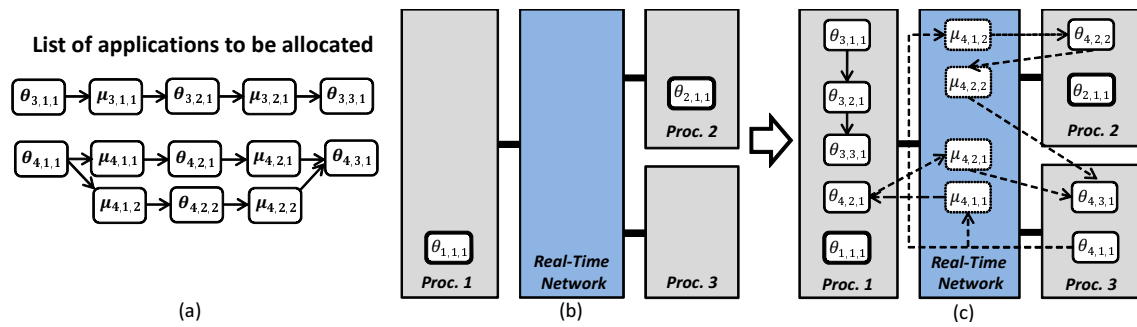 List of applications to be allocated
θ3,1,1 μ3,1,1 θ3,2,1 μ3,2,1 θ3,3,1
θ4,1,1 μ4,1,1 θ4,2,1 μ4,2,1 θ4,3,1
μ4,1,2 θ4,2,2 μ4,2,2
(a)
θ2,1,1
Proc. 2
θ1,1,1
Proc. 1
Real-Time
Network
Proc. 3
(b)
θ3,1,1
θ3,2,1
θ3,3,1
θ4,2,1
θ1,1,1
Proc. 1
μ4,1,2
μ4,2,2
μ4,2,1
μ4,1,1
Real-Time
Network
θ4,2,2
θ2,1,1
Proc. 2
θ4,3,1
θ4,1,1
Proc. 3
(c)